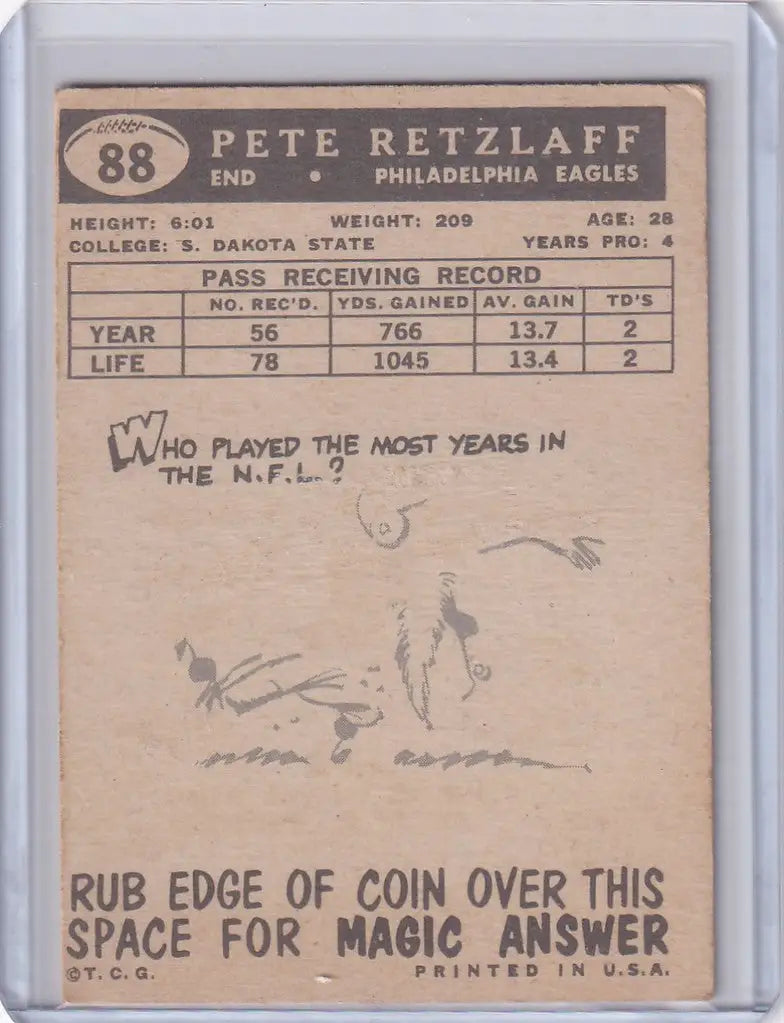 88
PETE RETZLAFF
END • PHILADELPHIA EAGLES
HEIGHT: 6:01 WEIGHT: 209 AGE: 28
COLLEGE: S. DAKOTA STATE YEARS PRO: 4
PASS RECEIVING RECORD
NO. REC'D. YDS. GAINED AV. GAIN TD'S
YEAR 56 766 13.7 2
LIFE 78 1045 13.4 2
WHO PLAYED THE MOST YEARS IN
THE N.F.L.?
RUB EDGE OF COIN OVER THIS
SPACE FOR MAGIC ANSWER
©T.C.G. PRINTED IN U.S.A.